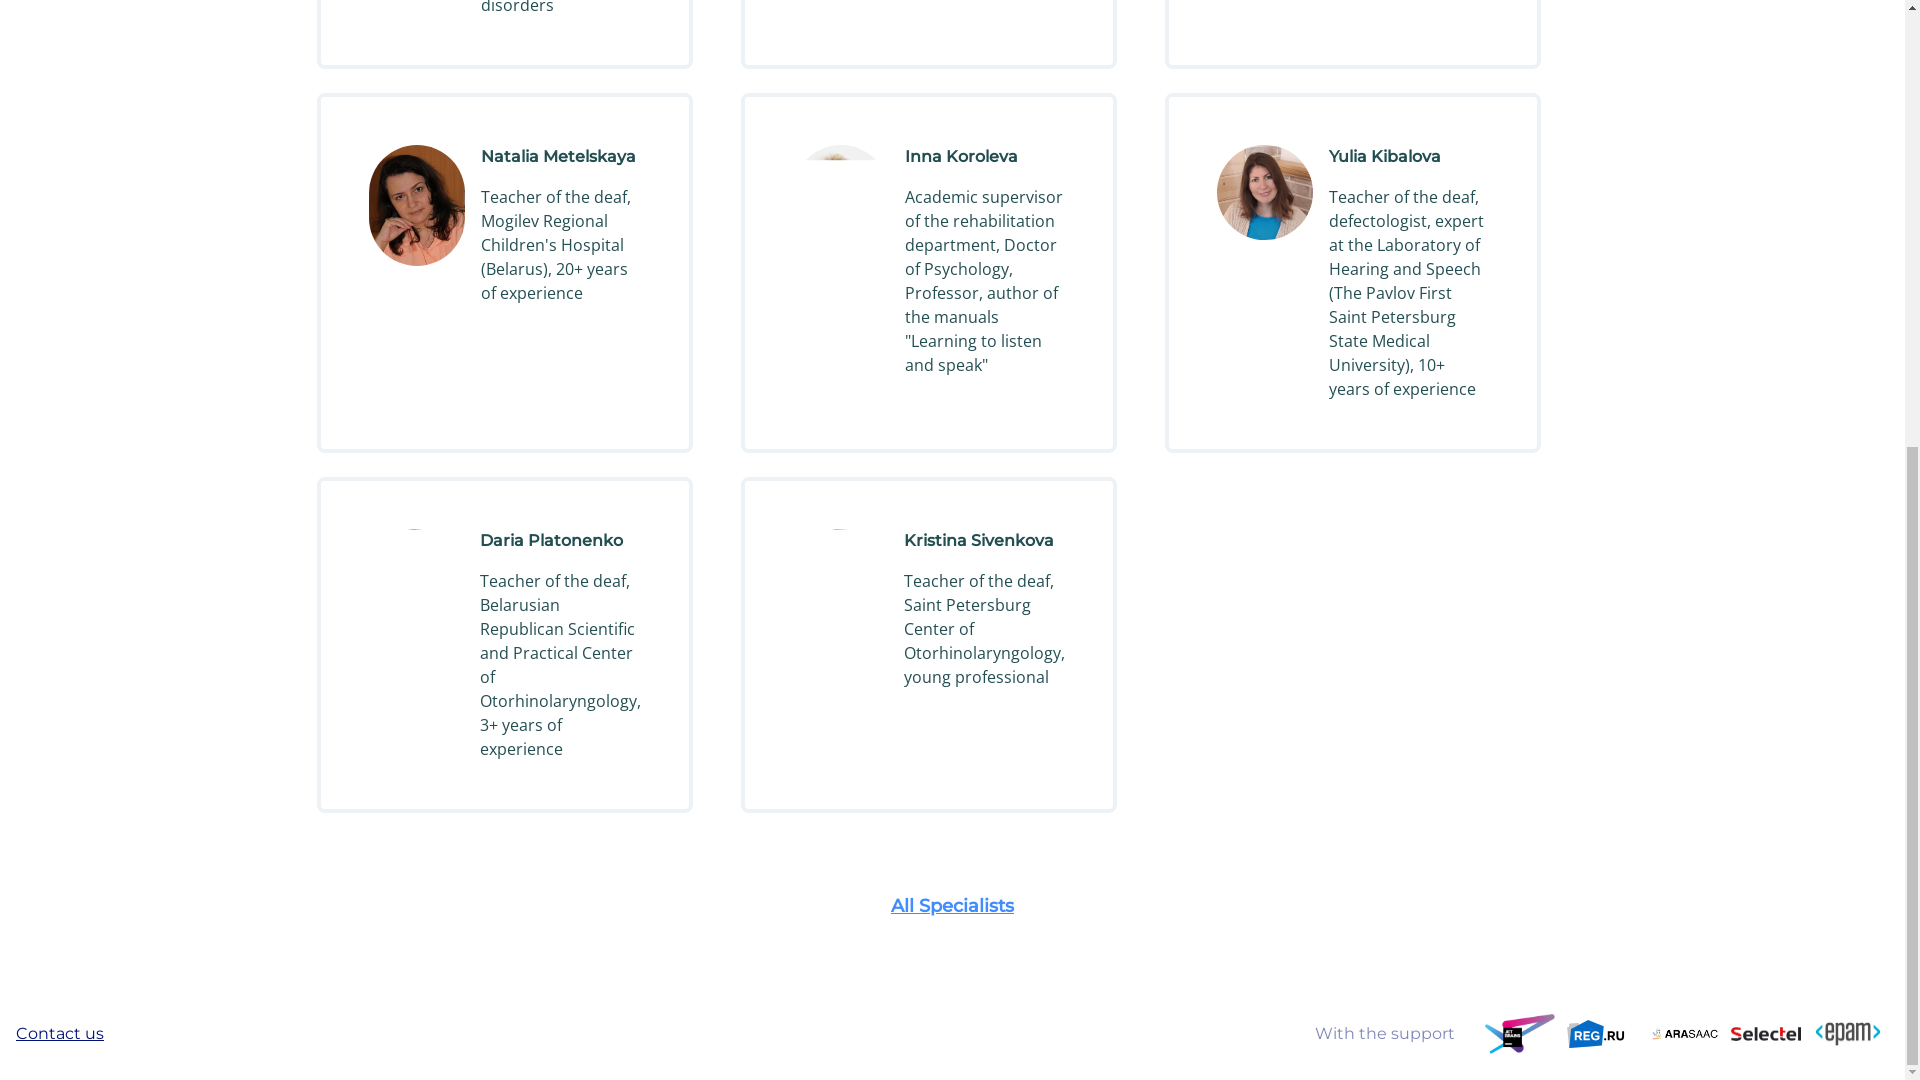 disorders
Natalia Metelskaya
Teacher of the deaf,
Mogilev Regional
Children's Hospital
(Belarus), 20+ years
of experience
Inna Koroleva
Academic supervisor
of the rehabilitation
department, Doctor
of Psychology,
Professor, author of
the manuals
"Learning to listen
and speak"
Yulia Kibalova
Teacher of the deaf,
defectologist, expert
at the Laboratory of
Hearing and Speech
(The Pavlov First
Saint Petersburg
State Medical
University), 10+
years of experience
Daria Platonenko
Teacher of the deaf,
Belarusian
Republican Scientific
and Practical Center
of
Otorhinolaryngology,
3+ years of
experience
Kristina Sivenkova
Teacher of the deaf,
Saint Petersburg
Center of
Otorhinolaryngology,
young professional
All Specialists
Contact us
With the support
JET
BRAINS
REG.RU
ARASAAC
Selectel
<epam>